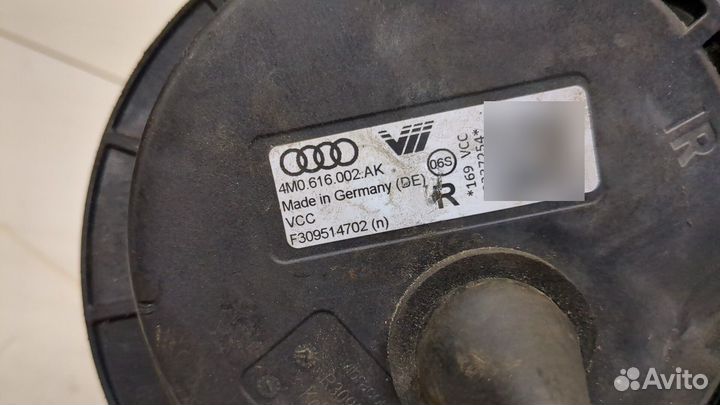 4M0.616.002.AK
Made in Germany (DE)
VCC
F309514702 (n)
06S
R
*169 VCC
R
Avito